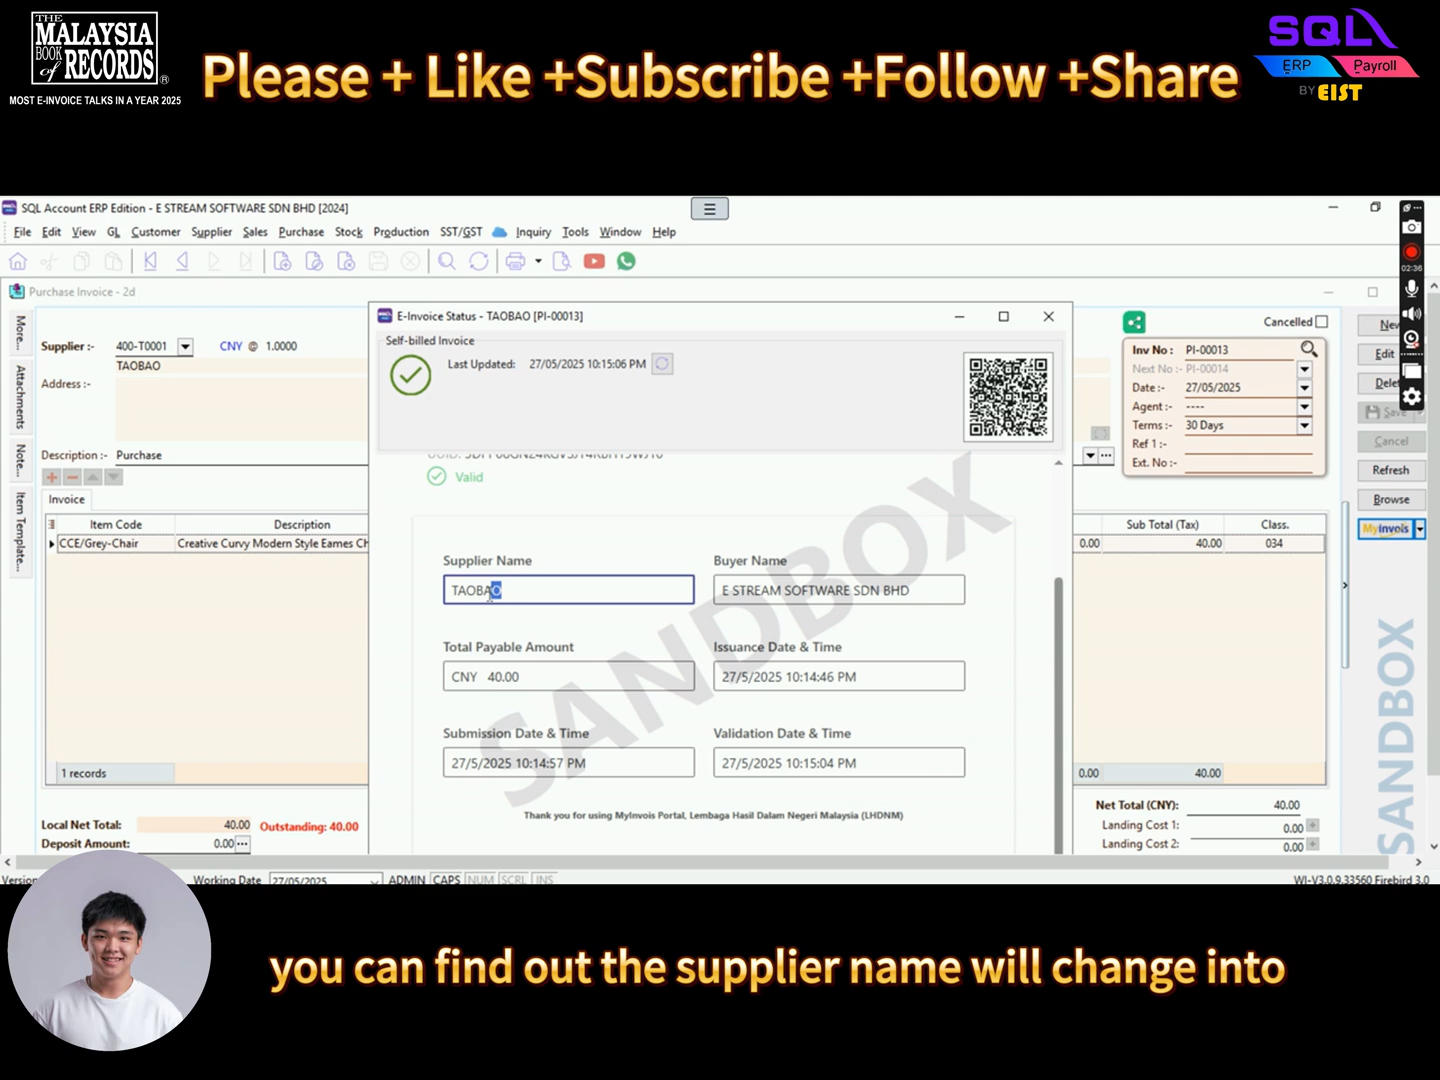 THE
MALAYSIA
BOOK
of RECORDS ®
MOST E-INVOICE TALKS IN A YEAR 2025
Please + Like +Subscribe +Follow +Share
SQL
ERP Payroll
BY EIST
SQL Account ERP Edition - E STREAM SOFTWARE SDN BHD [2024]
File Edit View GL Customer Supplier Sales Purchase Stock Production SST/GST Inquiry Tools Window Help
02:36
Purchase Invoice - 2d
More...
Attachments
Note...
Item Template...
Supplier :- 400-T0001 CNY @ 1.0000
TAOBAO
Address :-
Description :- Purchase
Invoice
Item Code Description
CCE/Grey-Chair Creative Curvy Modern Style Eames Ch
1 records
Local Net Total: 40.00 Outstanding: 40.00
Deposit Amount: 0.00
E-Invoice Status - TAOBAO [PI-00013]
Self-billed Invoice
Last Updated: 27/05/2025 10:15:06 PM
Valid
Supplier Name
TAOBAO
Buyer Name
E STREAM SOFTWARE SDN BHD
Total Payable Amount
CNY 40.00
Issuance Date & Time
27/5/2025 10:14:46 PM
Submission Date & Time
27/5/2025 10:14:57 PM
Validation Date & Time
27/5/2025 10:15:04 PM
Thank you for using MyInvois Portal, Lembaga Hasil Dalam Negeri Malaysia (LHDNM)
SANDBOX
Cancelled
Inv No : PI-00013
Next No :- PI-00014
Date :- 27/05/2025
Agent :- ----
Terms :- 30 Days
Ref 1 :-
Ext. No :-
Sub Total (Tax) Class.
0.00 40.00 034
0.00 40.00
Net Total (CNY): 40.00
Landing Cost 1: 0.00
Landing Cost 2: 0.00
New
Edit
Delet
Save
Cancel
Refresh
Browse
MyInvois
SANDBOX
Version
Working Date 27/05/2025 ADMIN CAPS NUM SCRL INS
WI-V3.0.9.33560 Firebird 3.0
you can find out the supplier name will change into